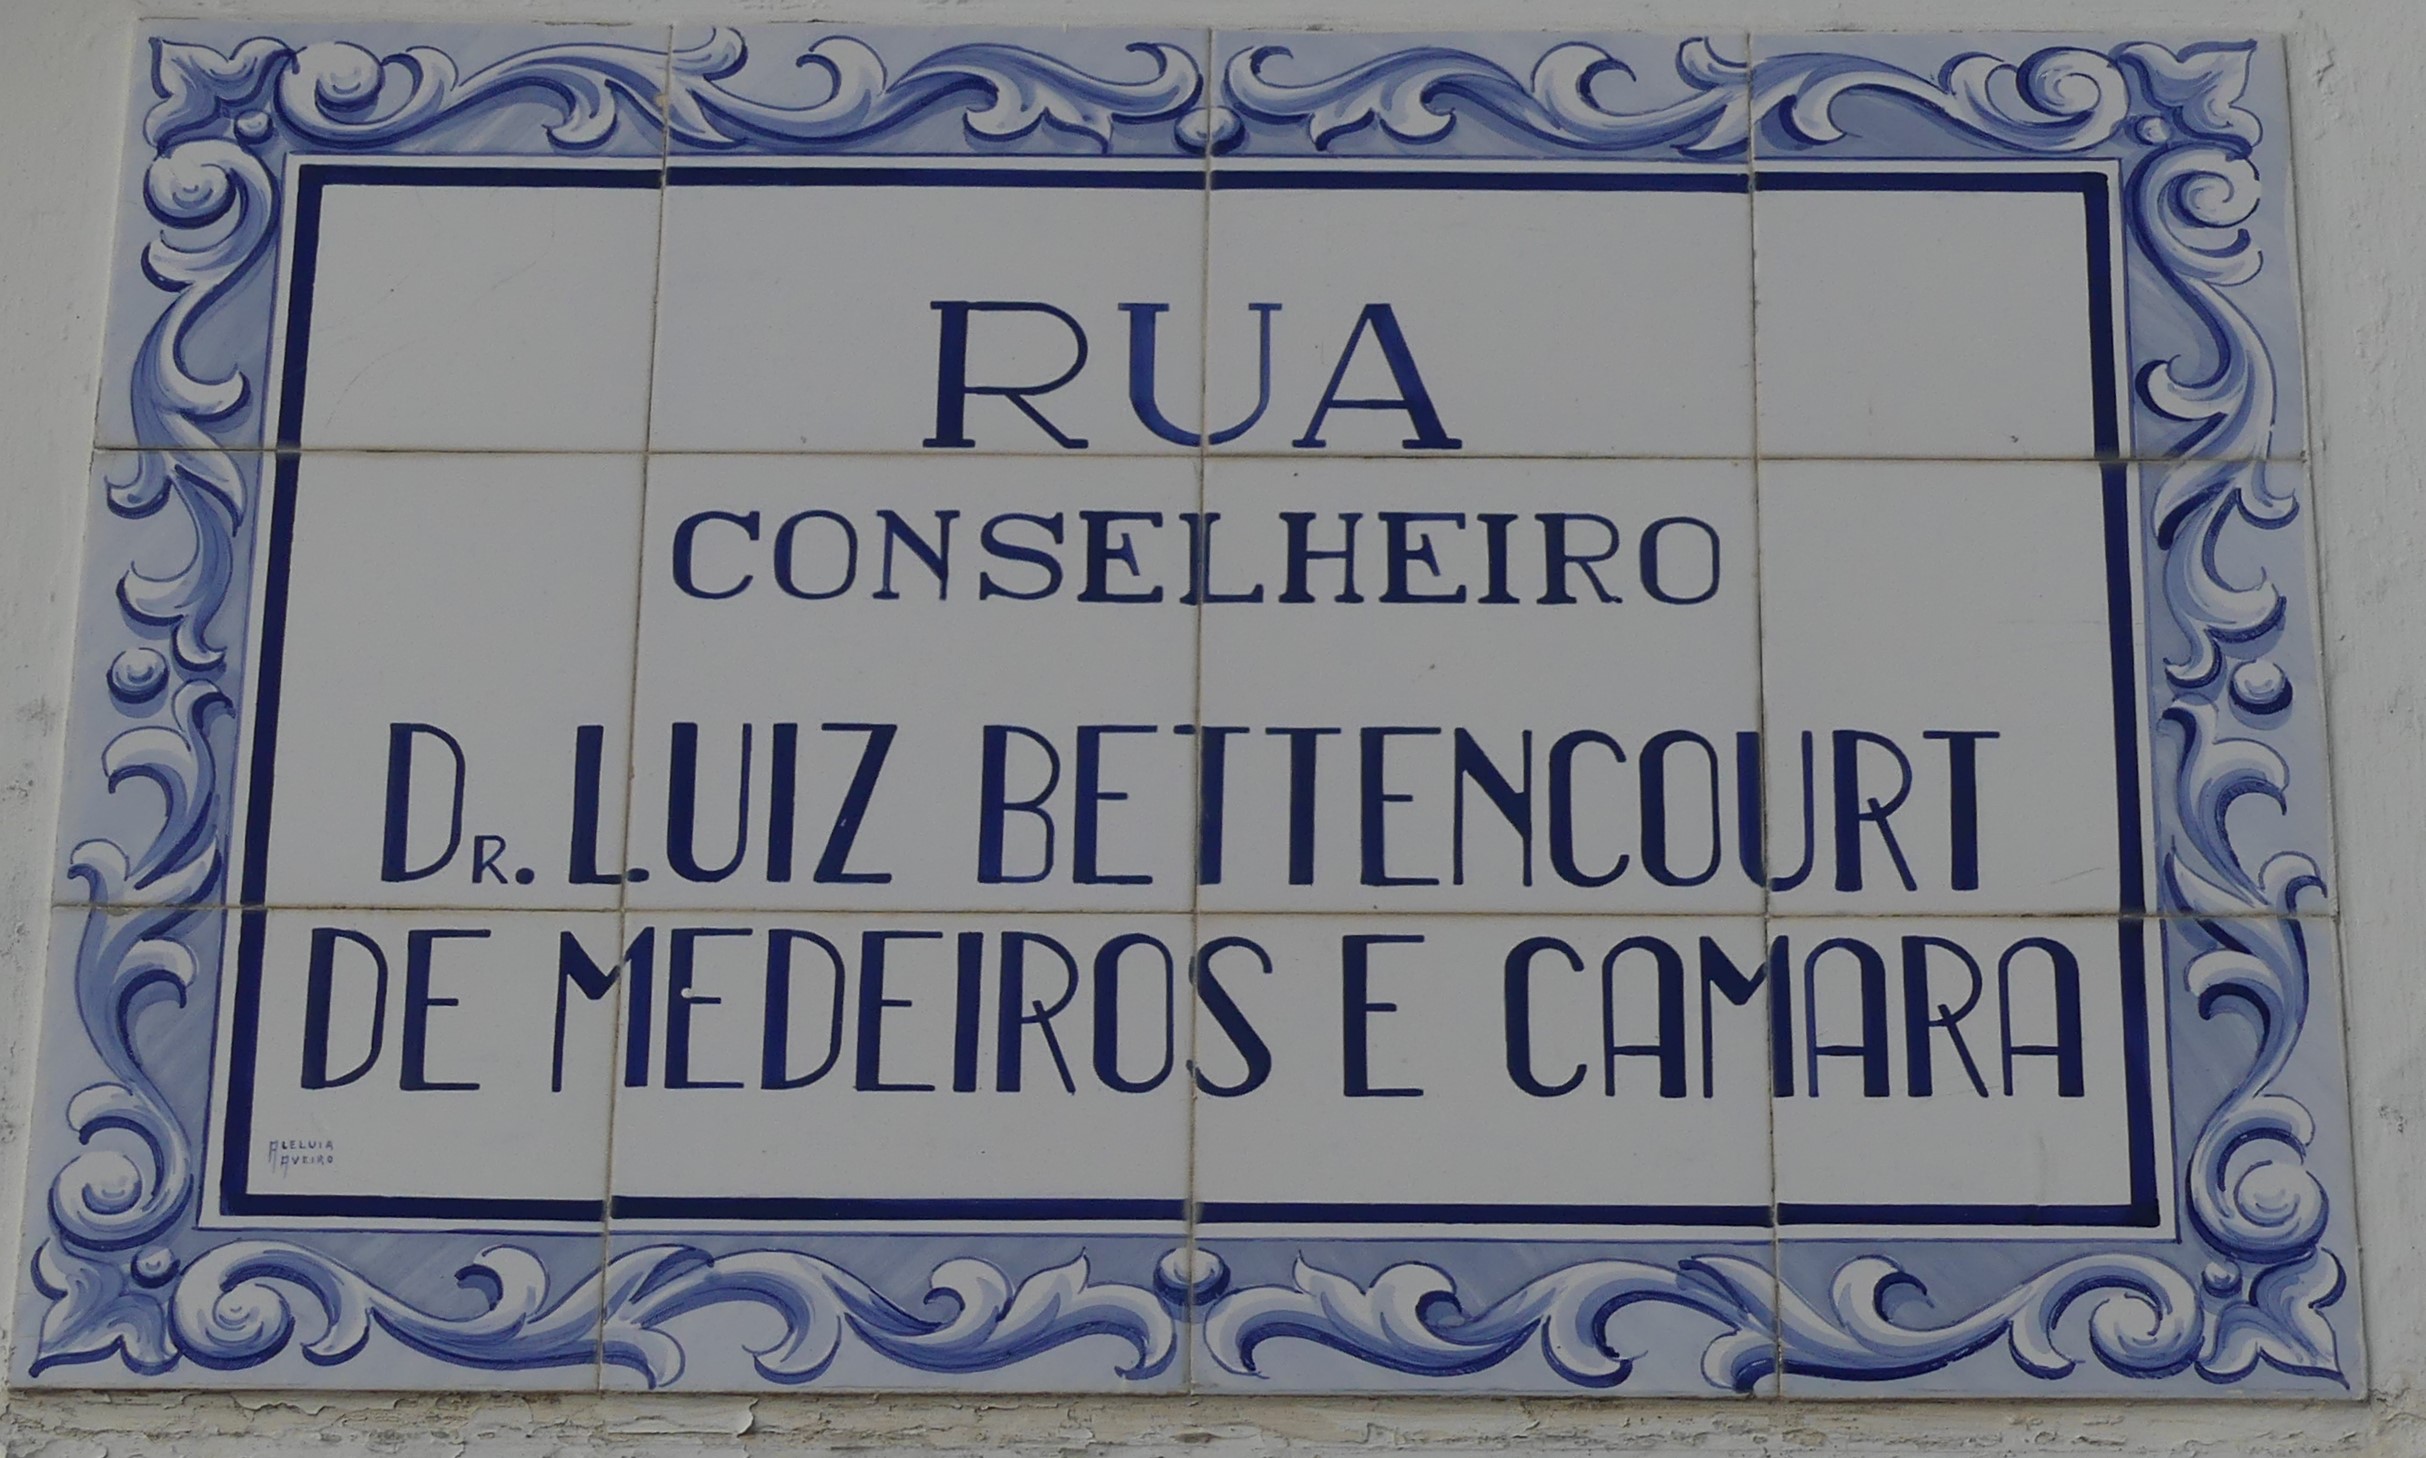 RUA
CONSELHEIRO
DR. LUIZ BETTENCOURT
DE MEDEIROS E CAMARA
ALELUIA
AVEIRO